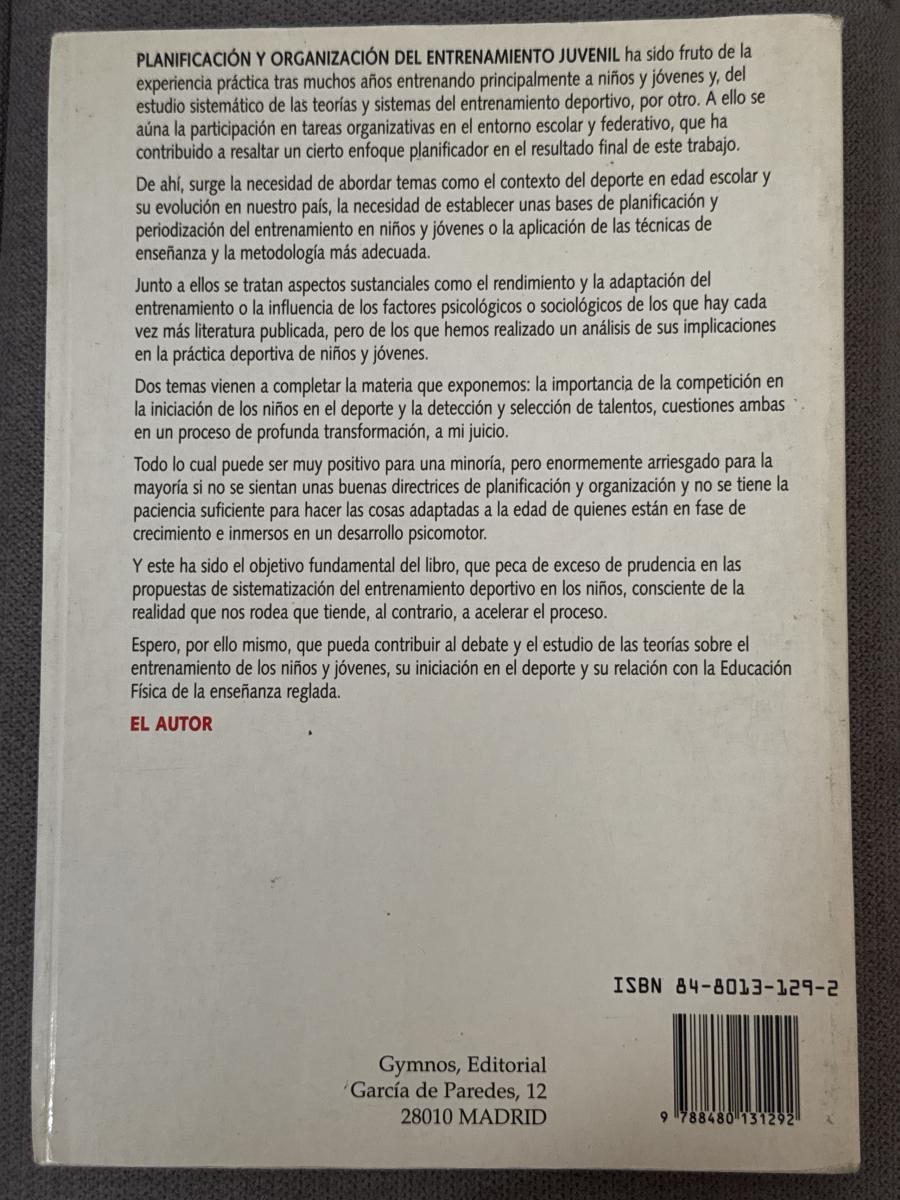 PLANIFICACIÓN Y ORGANIZACIÓN DEL ENTRENAMIENTO JUVENIL ha sido fruto de la
experiencia práctica tras muchos años entrenando principalmente a niños y jóvenes y, del
estudio sistemático de las teorías y sistemas del entrenamiento deportivo, por otro. A ello se
aúna la participación en tareas organizativas en el entorno escolar y federativo, que ha
contribuido a resaltar un cierto enfoque planificador en el resultado final de este trabajo.
De ahí, surge la necesidad de abordar temas como el contexto del deporte en edad escolar y
su evolución en nuestro país, la necesidad de establecer unas bases de planificación y
periodización del entrenamiento en niños y jóvenes o la aplicación de las técnicas de
enseñanza y la metodología más adecuada.
Junto a ellos se tratan aspectos sustanciales como el rendimiento y la adaptación del
entrenamiento o la influencia de los factores psicológicos o sociológicos de los que hay cada
vez más literatura publicada, pero de los que hemos realizado un análisis de sus implicaciones
en la práctica deportiva de niños y jóvenes.
Dos temas vienen a completar la materia que exponemos: la importancia de la competición en
la iniciación de los niños en el deporte y la detección y selección de talentos, cuestiones ambas
en un proceso de profunda transformación, a mi juicio.
Todo lo cual puede ser muy positivo para una minoría, pero enormemente arriesgado para la
mayoría si no se sientan unas buenas directrices de planificación y organización y no se tiene la
paciencia suficiente para hacer las cosas adaptadas a la edad de quienes están en fase de
crecimiento e inmersos en un desarrollo psicomotor.
Y este ha sido el objetivo fundamental del libro, que peca de exceso de prudencia en las
propuestas de sistematización del entrenamiento deportivo en los niños, consciente de la
realidad que nos rodea que tiende, al contrario, a acelerar el proceso.
Espero, por ello mismo, que pueda contribuir al debate y el estudio de las teorías sobre el
entrenamiento de los niños y jóvenes, su iniciación en el deporte y su relación con la Educación
Física de la enseñanza reglada.
EL AUTOR
ISBN 84-8013-129-2
Gymnos, Editorial
García de Paredes, 12
28010 MADRID
9 788480 131292